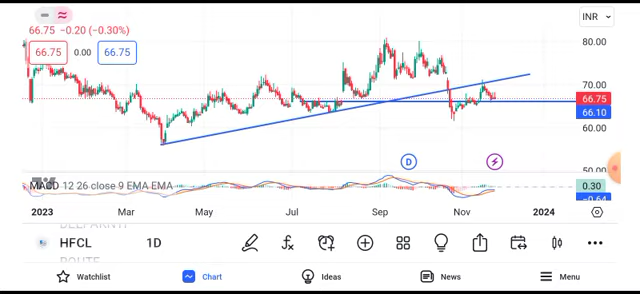 INR
66.75 −0.20 (−0.30%)
80.00
66.75 0.00 66.75
70.00
66.75
66.10
60.00
D
50.00
MACD 12 26 close 9 EMA EMA
0.30
−0.64
2023 Mar May Jul Sep Nov 2024
HFCL 1D
ROUTE
Watchlist Chart Ideas News Menu